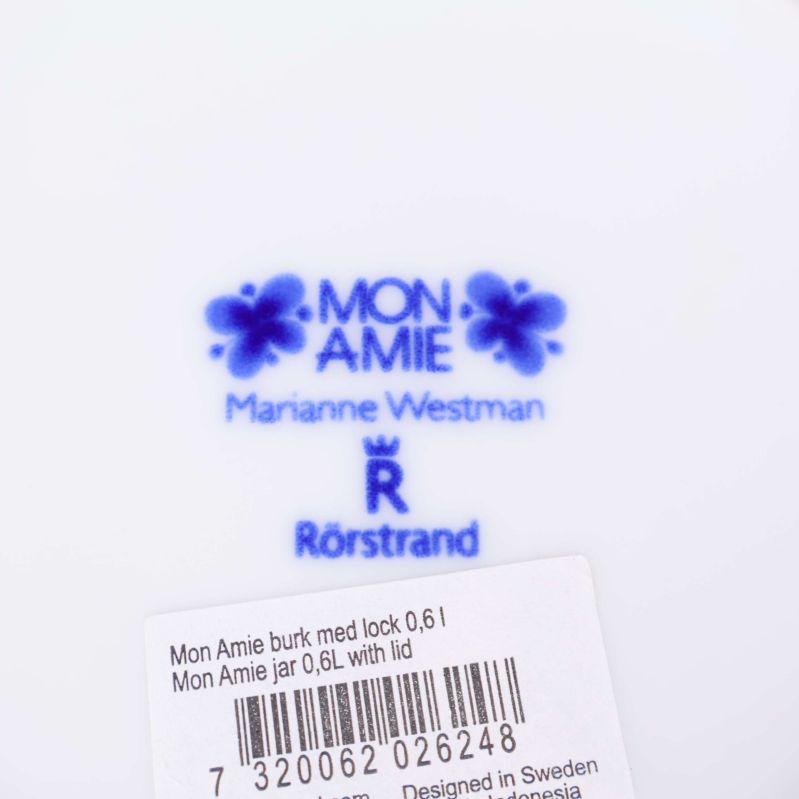 MON
AMIE
Marianne Westman
R
Rörstrand
Mon Amie burk med lock 0,6 l
Mon Amie jar 0,6L with lid
7 320062 026248
Designed in Sweden
Indonesia